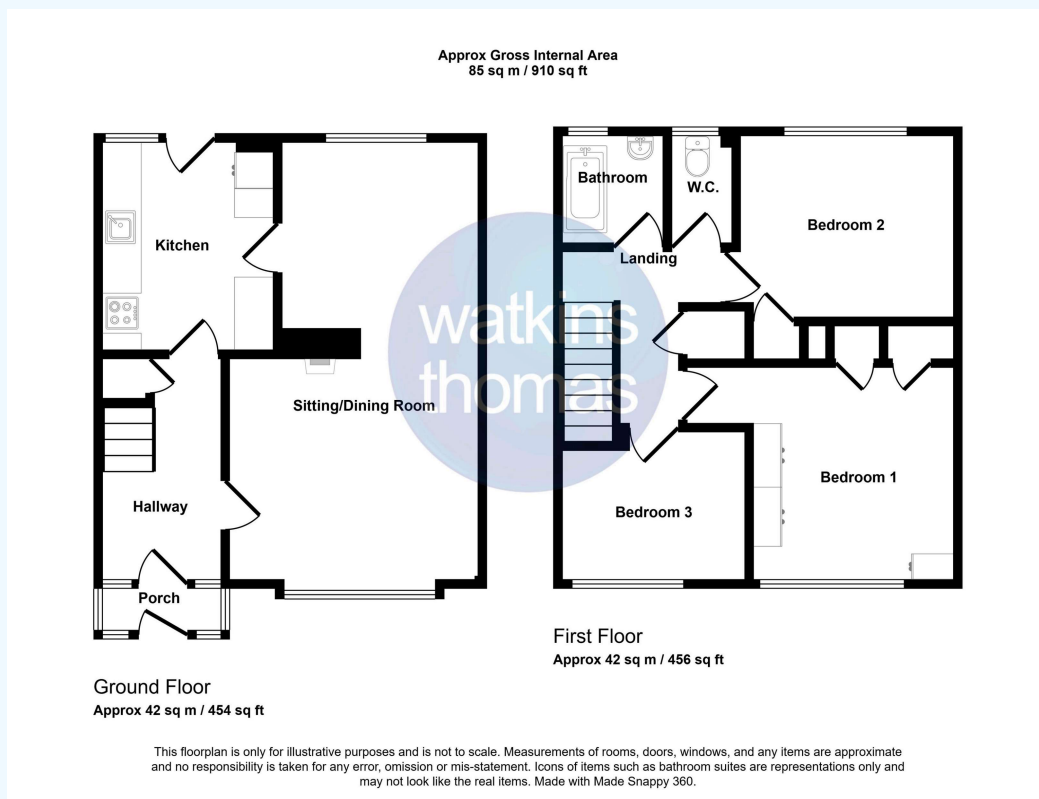 Approx Gross Internal Area
85 sq m / 910 sq ft
Kitchen
Sitting/Dining Room
Hallway
Porch
Ground Floor
Approx 42 sq m / 454 sq ft
Bathroom
W.C.
Bedroom 2
Landing
Bedroom 1
Bedroom 3
First Floor
Approx 42 sq m / 456 sq ft
watkins
thomas
This floorplan is only for illustrative purposes and is not to scale. Measurements of rooms, doors, windows, and any items are approximate
and no responsibility is taken for any error, omission or mis-statement. Icons of items such as bathroom suites are representations only and
may not look like the real items. Made with Made Snappy 360.